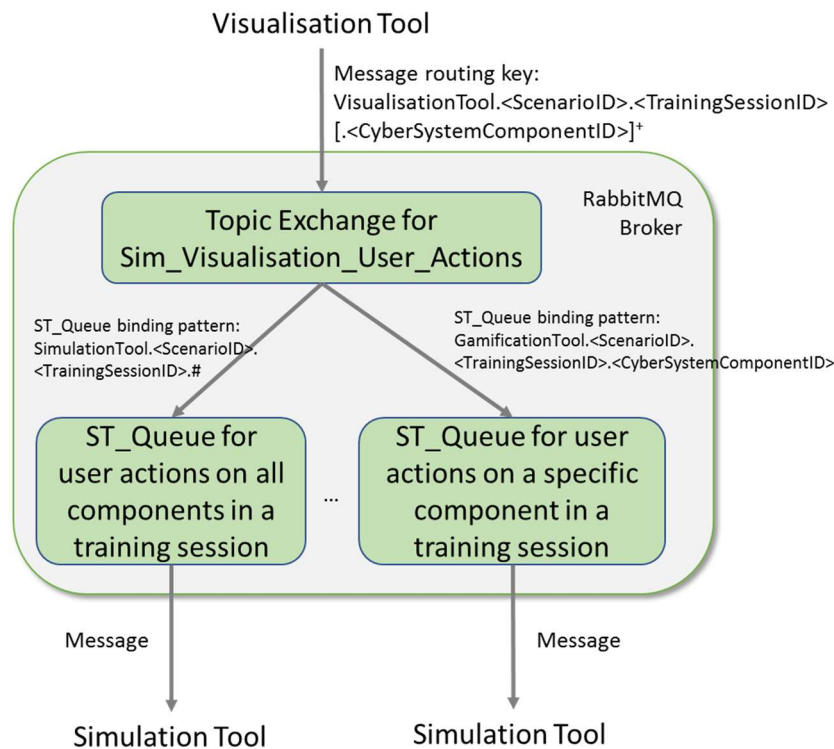 Visualisation Tool
Message routing key:
VisualisationTool.<ScenarioID>.<TrainingSessionID>
[.<CyberSystemComponentID>]⁺
RabbitMQ
Broker
Topic Exchange for
Sim_Visualisation_User_Actions
ST_Queue binding pattern:
SimulationTool.<ScenarioID>.
<TrainingSessionID>.#
ST_Queue binding pattern:
GamificationTool.<ScenarioID>.
<TrainingSessionID>.<CyberSystemComponentID>
ST_Queue for
user actions on all
components in a
training session
...
ST_Queue for user
actions on a specific
component in a
training session
Message
Message
Simulation Tool
Simulation Tool